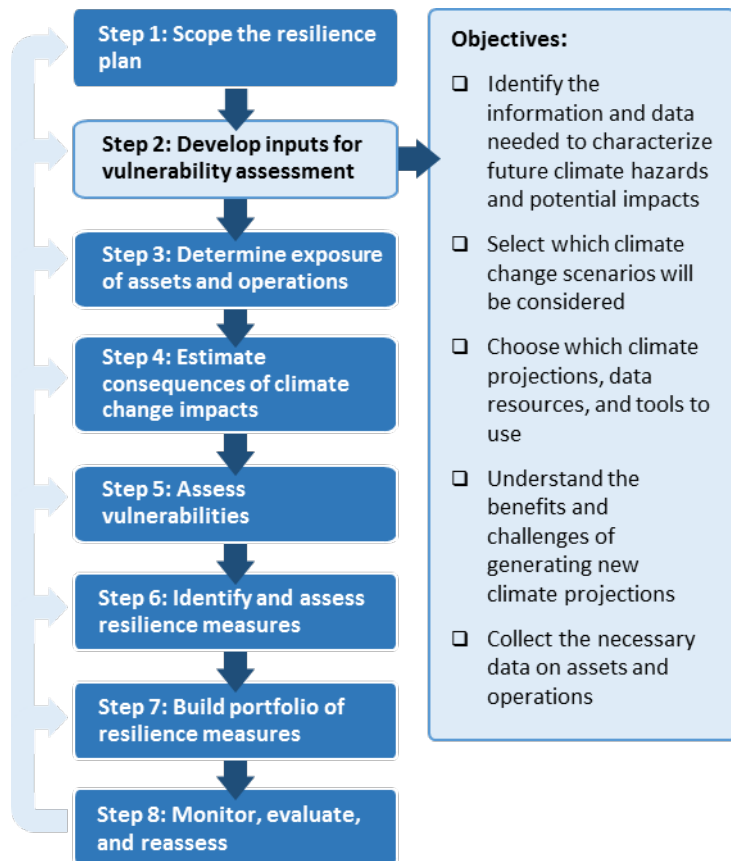 Step 1: Scope the resilience
plan
Step 2: Develop inputs for
vulnerability assessment
Step 3: Determine exposure
of assets and operations
Step 4: Estimate
consequences of climate
change impacts
Step 5: Assess
vulnerabilities
Step 6: Identify and assess
resilience measures
Step 7: Build portfolio of
resilience measures
Step 8: Monitor, evaluate,
and reassess
Objectives:
❑ Identify the
information and data
needed to characterize
future climate hazards
and potential impacts
❑ Select which climate
change scenarios will
be considered
❑ Choose which climate
projections, data
resources, and tools to
use
❑ Understand the
benefits and
challenges of
generating new
climate projections
❑ Collect the necessary
data on assets and
operations